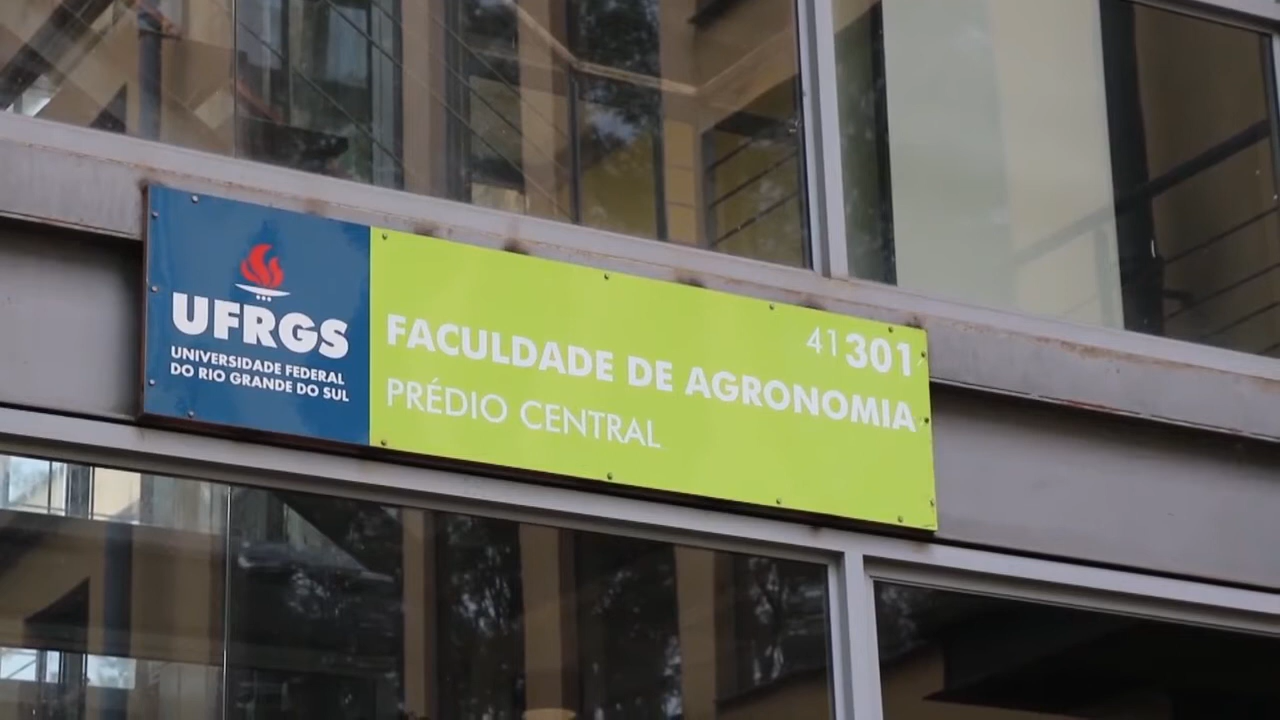 UFRGS
UNIVERSIDADE FEDERAL
DO RIO GRANDE DO SUL
41301
FACULDADE DE AGRONOMIA
PRÉDIO CENTRAL